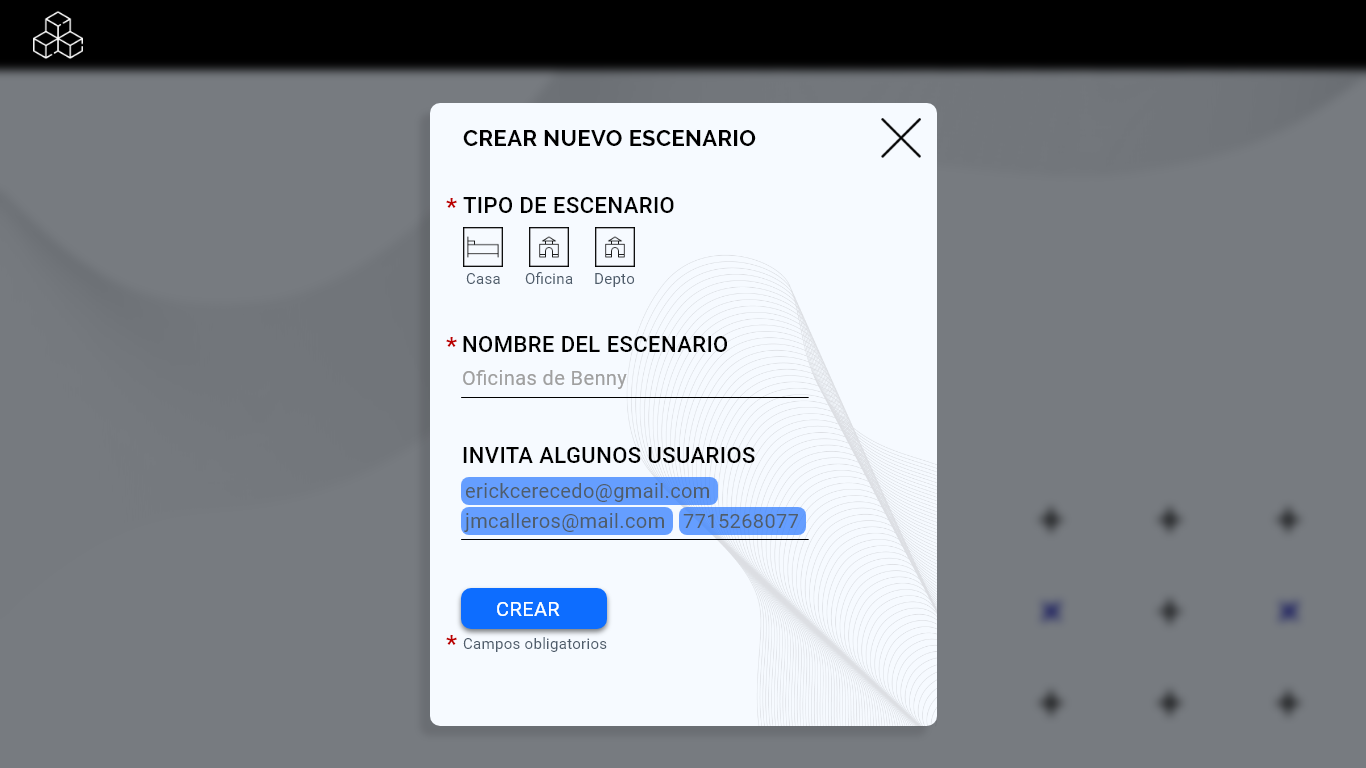 CREAR NUEVO ESCENARIO
* TIPO DE ESCENARIO
Casa Oficina Depto
* NOMBRE DEL ESCENARIO
Oficinas de Benny
INVITA ALGUNOS USUARIOS
erickcerecedo@gmail.com
jmcalleros@mail.com 7715268077
CREAR
* Campos obligatorios